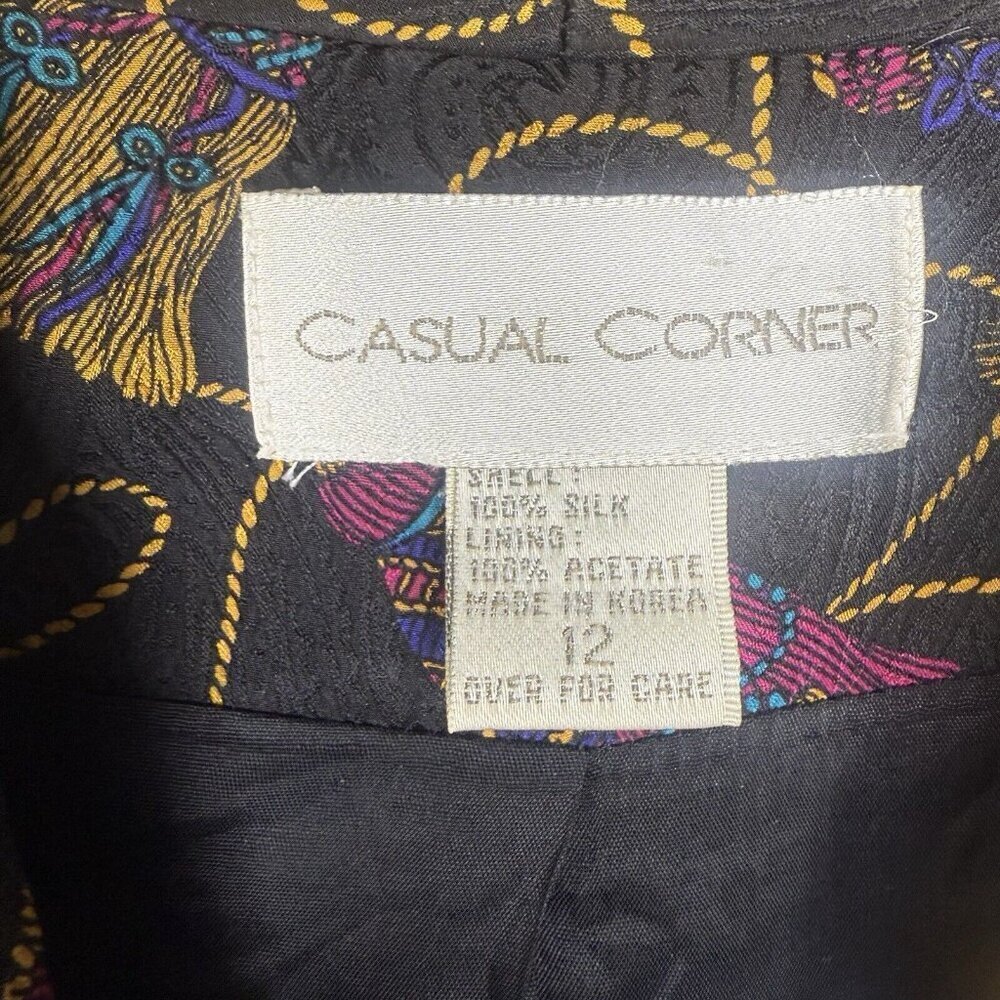 CASUAL CORNER
SHELL:
100% SILK
LINING:
100% ACETATE
MADE IN KOREA
12
OVER FOR CARE